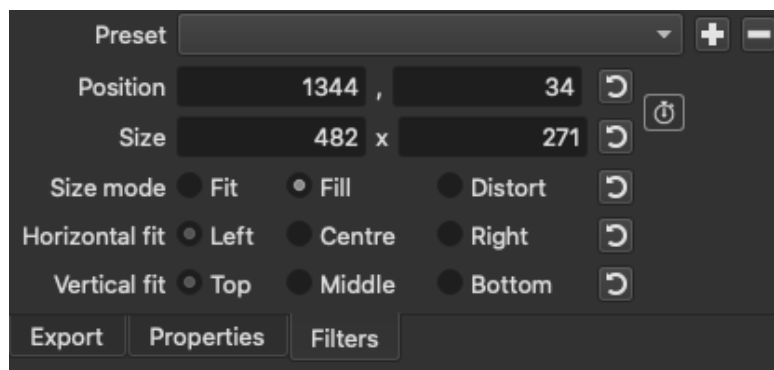 Preset
Position 1344 , 34
Size 482 x 271
Size mode Fit Fill Distort
Horizontal fit Left Centre Right
Vertical fit Top Middle Bottom
Export Properties Filters